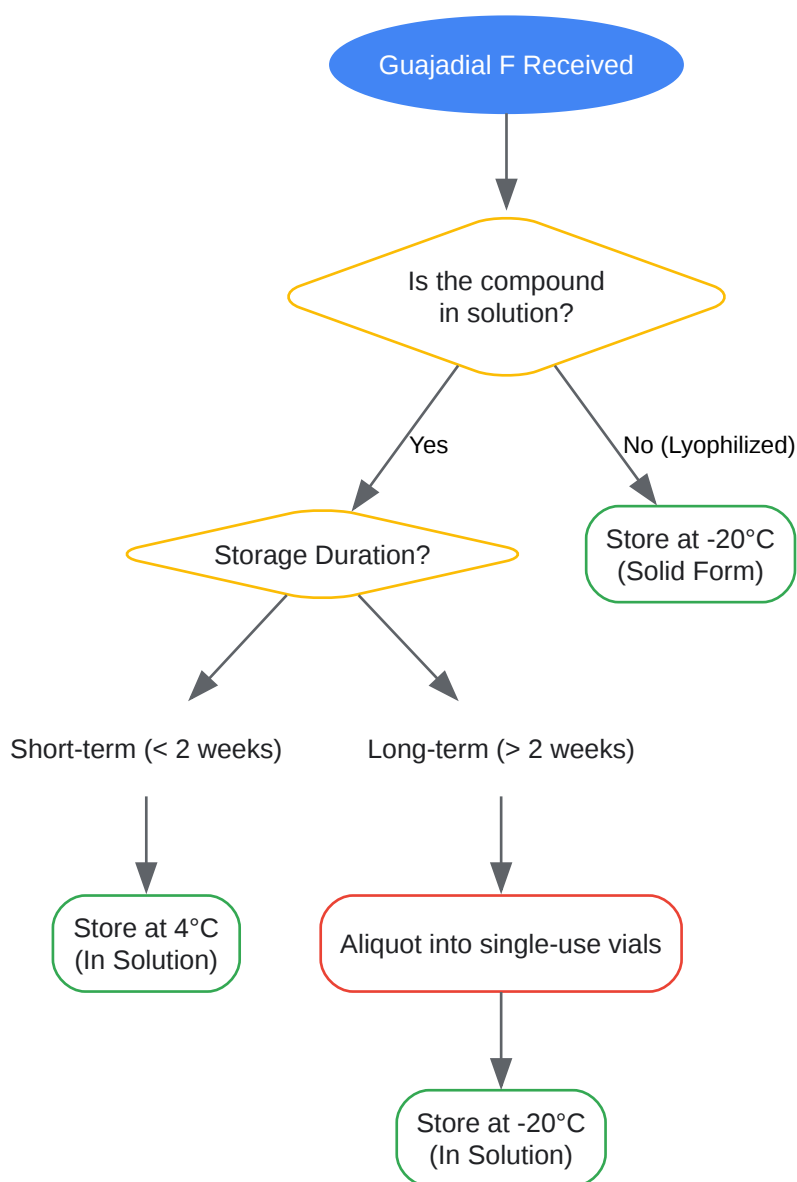 Guajadial F Received
Is the compound
in solution?
Yes
No (Lyophilized)
Storage Duration?
Store at -20°C
(Solid Form)
Short-term (< 2 weeks)
Long-term (> 2 weeks)
Store at 4°C
(In Solution)
Aliquot into single-use vials
Store at -20°C
(In Solution)